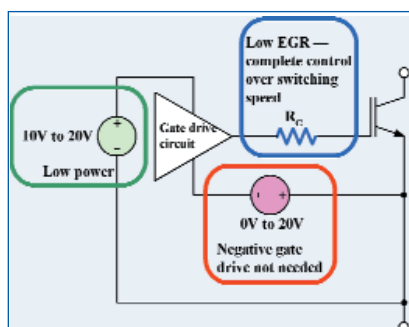 Low EGR —
complete control
over switching
speed
R_G
10V to 20V
+
-
Low power
Gate drive
circuit
- +
0V to 20V
Negative gate
drive not needed